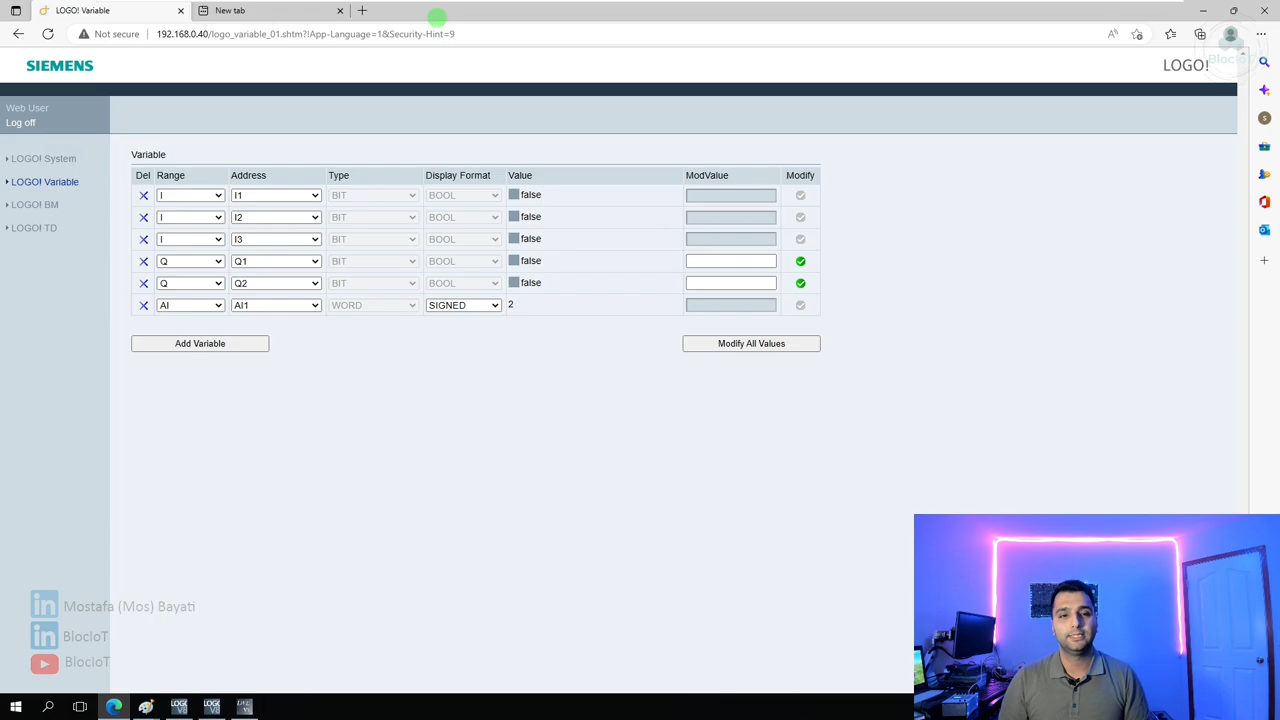 LOGO! Variable
New tab
Not secure 192.168.0.40/logo_variable_01.shtm?!App-Language=1&Security-Hint=9
SIEMENS
LOGO!
BlocIoT
Web User
Log off
LOGO! System
LOGO! Variable
LOGO! BM
LOGO! TD
Variable
Del Range Address Type Display Format Value ModValue Modify
I I1 BIT BOOL false
I I2 BIT BOOL false
I I3 BIT BOOL false
Q Q1 BIT BOOL false
Q Q2 BIT BOOL false
AI AI1 WORD SIGNED 2
Add Variable Modify All Values
in Mostafa (Mos) Bayati
in BlocIoT
BlocIoT